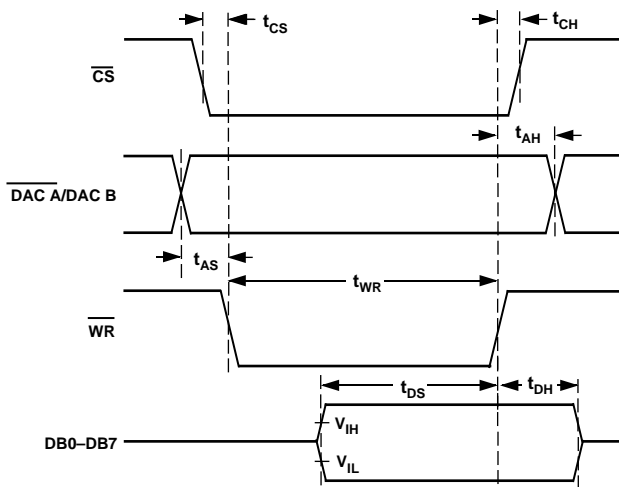 tCS
tCH
CS
tAH
DAC A/DAC B
tAS
tWR
WR
tDS
tDH
VIH
DB0–DB7
VIL